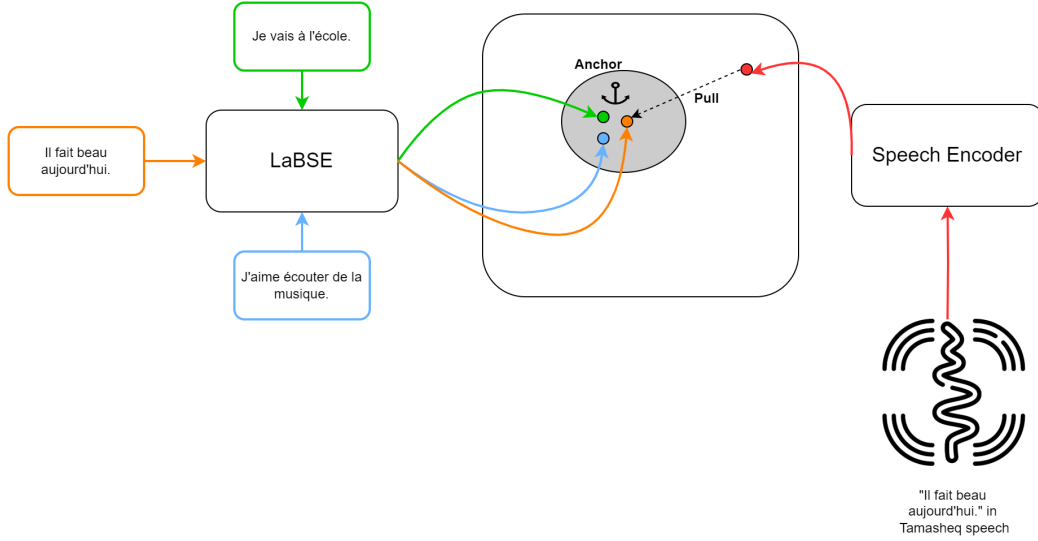 Je vais à l'école.
Il fait beau
aujourd'hui.
LaBSE
J'aime écouter de la
musique.
Anchor
Pull
Speech Encoder
"Il fait beau
aujourd'hui." in
Tamasheq speech